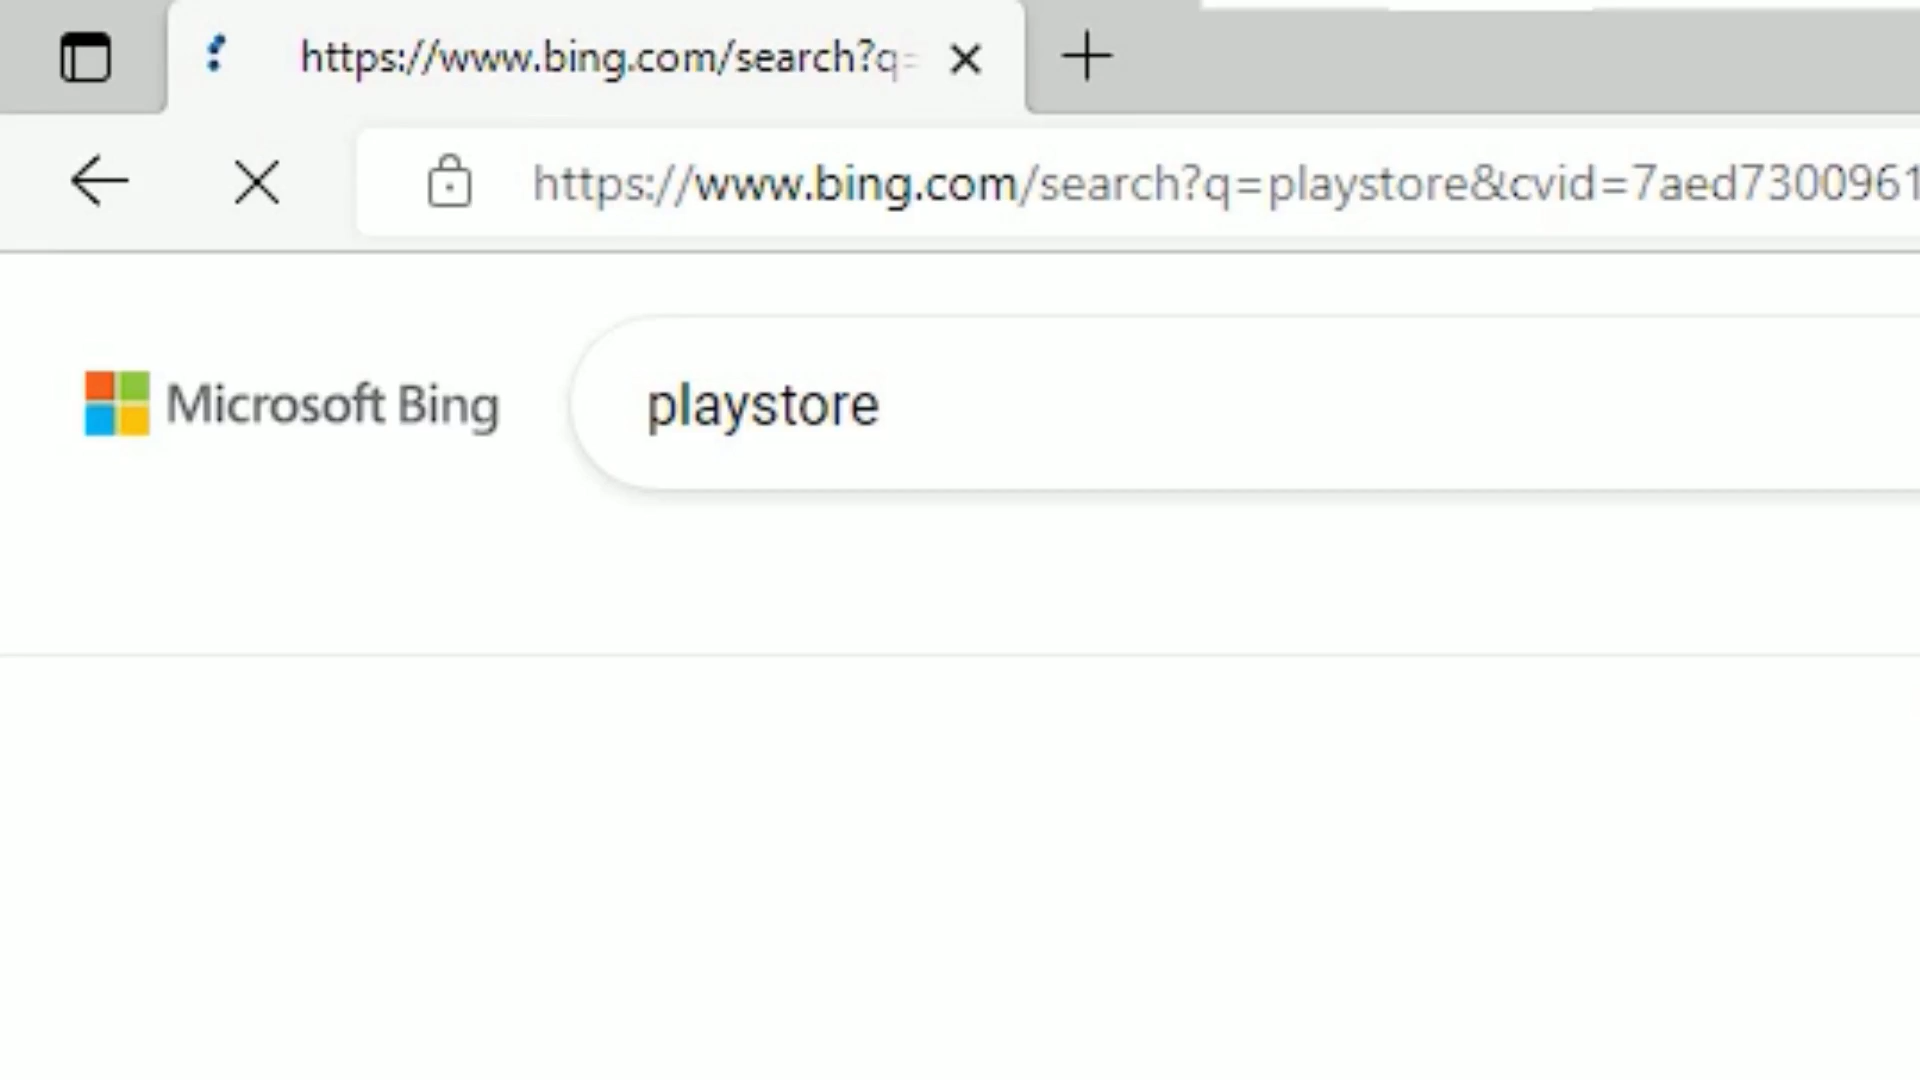 https://www.bing.com/search?q=
https://www.bing.com/search?q=playstore&cvid=7aed7300961
Microsoft Bing
playstore